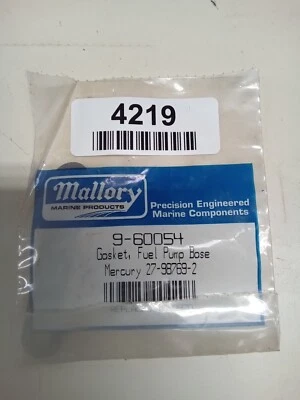 4219
Mallory
MARINE PRODUCTS
Precision Engineered
Marine Components
9-60054
Gasket, Fuel Pump Base
Mercury 27-98769-2